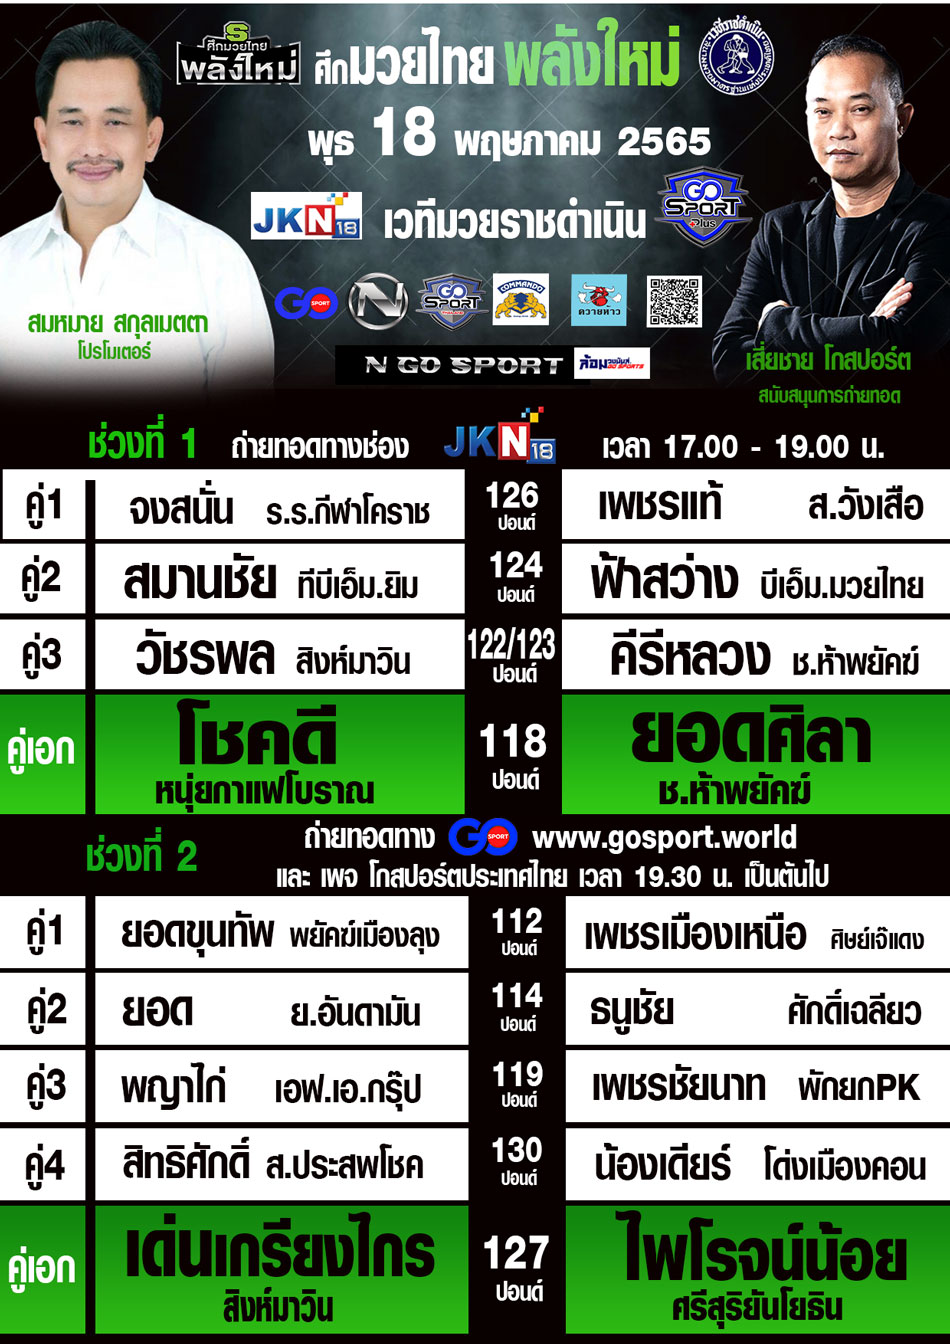 S
ศึกมวยไทย
พลังใหม่
ศึกมวยไทย พลังใหม่
พุธ 18 พฤษภาคม 2565
JKN18 เวทีมวยราชดำเนิน GO SPORT Plus
GO SPORT N GO SPORT COMMANDO ควายขาว
สมหมาย สกุลเมตตา
โปรโมเตอร์
N GO SPORT ล้อมวงมันส์ GO SPORTS
เสี่ยชาย โกสปอร์ต
สนับสนุนการถ่ายทอด
ช่วงที่ 1 ถ่ายทอดทางช่อง JKN18 เวลา 17.00 - 19.00 น.
คู่1 จงสนั่น ร.ร.กีฬาโคราช 126 ปอนด์ เพชรแท้ ส.วังเสือ
คู่2 สมานชัย ทีบีเอ็ม.ยิม 124 ปอนด์ ฟ้าสว่าง บีเอ็ม.มวยไทย
คู่3 วัชรพล สิงห์มาวิน 122/123 ปอนด์ คีรีหลวง ช.ห้าพยัคฆ์
คู่เอก โชคดี หนุ่ยกาแฟโบราณ 118 ปอนด์ ยอดศิลา ช.ห้าพยัคฆ์
ช่วงที่ 2 ถ่ายทอดทาง GO SPORT www.gosport.world
และ เพจ โกสปอร์ตประเทศไทย เวลา 19.30 น. เป็นต้นไป
คู่1 ยอดขุนทัพ พยัคฆ์เมืองลุง 112 ปอนด์ เพชรเมืองเหนือ ศิษย์เจ๊แดง
คู่2 ยอด ย.อันดามัน 114 ปอนด์ ธนูชัย ศักดิ์เฉลียว
คู่3 พญาไก่ เอฟ.เอ.กรุ๊ป 119 ปอนด์ เพชรชัยนาท พักยกPK
คู่4 สิทธิศักดิ์ ส.ประสพโชค 130 ปอนด์ น้องเดียร์ โด่งเมืองคอน
คู่เอก เด่นเกรียงไกร สิงห์มาวิน 127 ปอนด์ ไพโรจน์น้อย ศรีสุริยันโยธิน